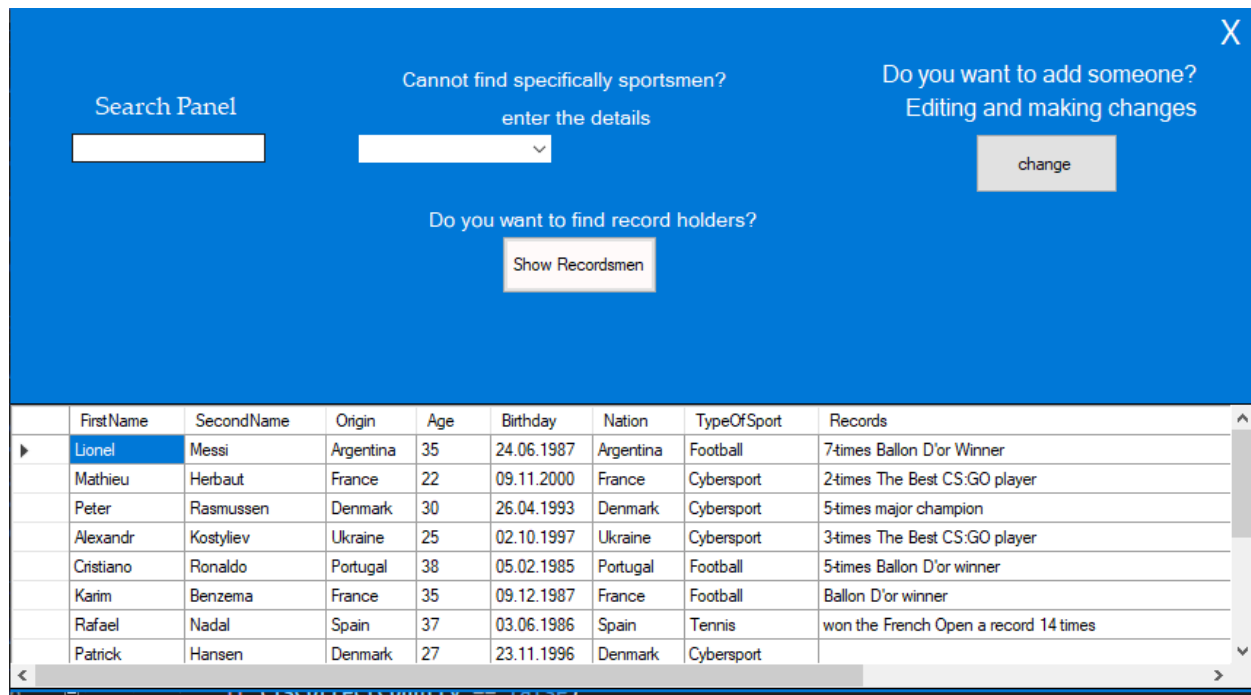 X
Search Panel
Cannot find specifically sportsmen?
enter the details
Do you want to add someone?
Editing and making changes
change
Do you want to find record holders?
Show Recordsmen
FirstName SecondName Origin Age Birthday Nation TypeOfSport Records
Lionel Messi Argentina 35 24.06.1987 Argentina Football 7-times Ballon D'or Winner
Mathieu Herbaut France 22 09.11.2000 France Cybersport 2-times The Best CS:GO player
Peter Rasmussen Denmark 30 26.04.1993 Denmark Cybersport 5-times major champion
Alexandr Kostyliev Ukraine 25 02.10.1997 Ukraine Cybersport 3-times The Best CS:GO player
Cristiano Ronaldo Portugal 38 05.02.1985 Portugal Football 5-times Ballon D'or winner
Karim Benzema France 35 09.12.1987 France Football Ballon D'or winner
Rafael Nadal Spain 37 03.06.1986 Spain Tennis won the French Open a record 14 times
Patrick Hansen Denmark 27 23.11.1996 Denmark Cybersport